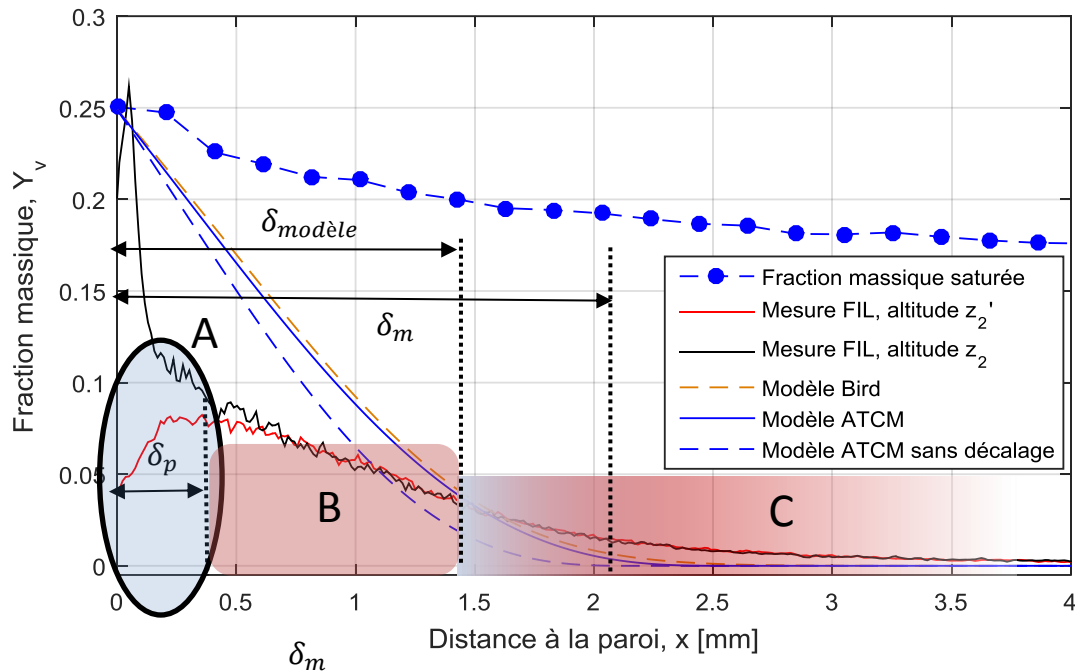 0.3
0.25
0.2
0.15
0.1
0.05
0
Fraction massique, Y_v
δ_modèle
δ_m
A
δ_p
B
C
Fraction massique saturée
Mesure FIL, altitude z_2'
Mesure FIL, altitude z_2
Modèle Bird
Modèle ATCM
Modèle ATCM sans décalage
0 0.5 1 1.5 2 2.5 3 3.5 4
Distance à la paroi, x [mm]
δ_m